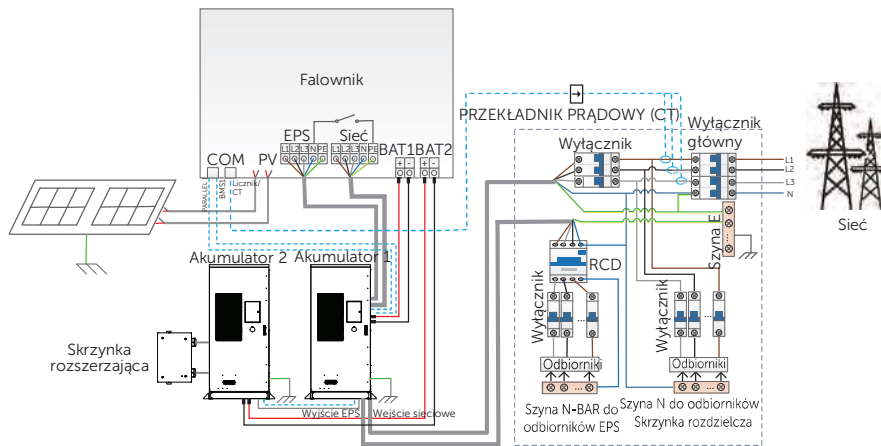 Falownik
EPS
Sieć
BAT1
BAT2
COM
PV
L1
L2
L3
N
PE
L1
L2
L3
N
PE
+
-
+
-
PARALLEL
BMS1
Licznik/
CT
PRZEKŁADNIK PRĄDOWY (CT)
Wyłącznik
Wyłącznik
główny
L1
L2
L3
N
Sieć
Szyna E
RCD
Akumulator 2
Akumulator 1
Skrzynka
rozszerzająca
Wyłącznik
...
Wyłącznik
...
Odbiorniki
...
Odbiorniki
...
Wyjście EPS
Wejście sieciowe
Szyna N-BAR do
odbiorników EPS
Szyna N do odbiorników
Skrzynka rozdzielcza